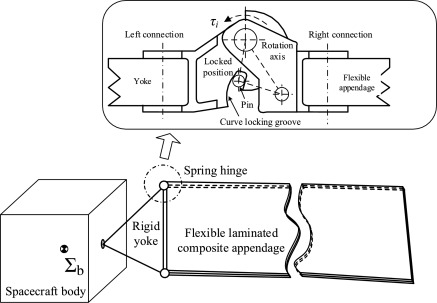 τi
Left connection
Right connection
Rotation
axis
Locked
position
Yoke
Flexible
appendage
Pin
Curve locking groove
Spring hinge
Rigid
yoke
Flexible laminated
composite appendage
Σb
Spacecraft body